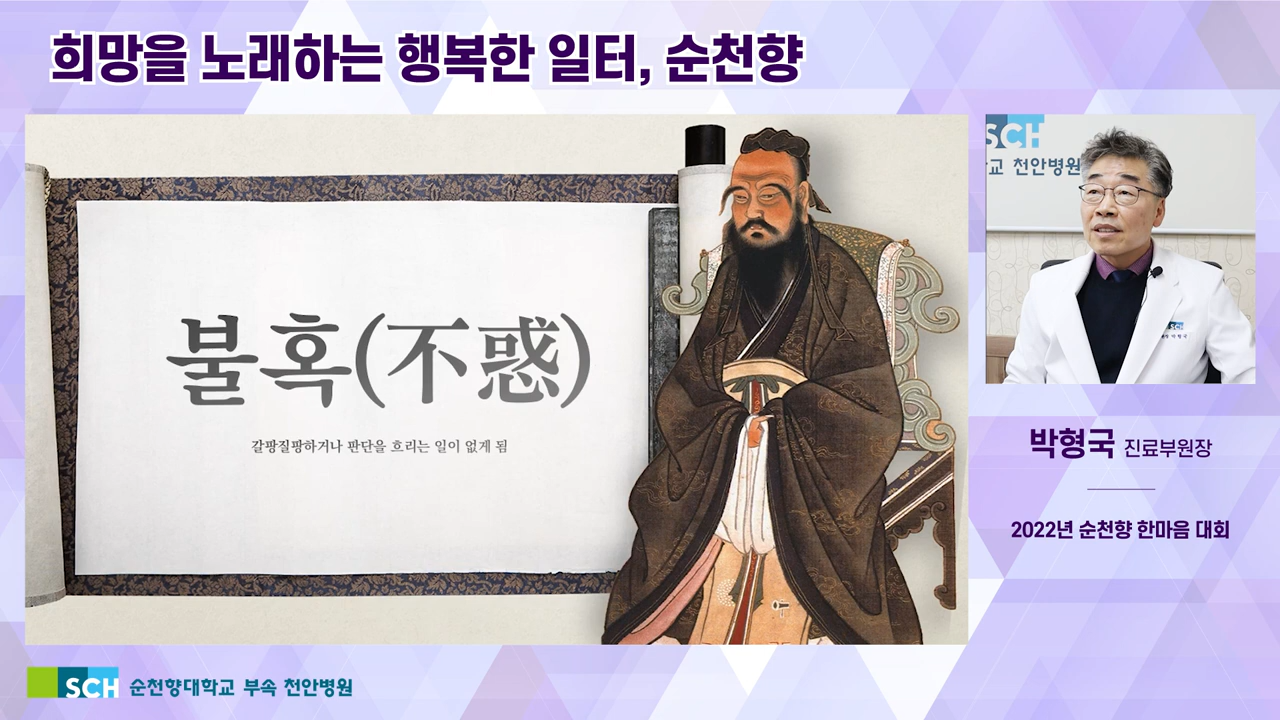 희망을 노래하는 행복한 일터, 순천향
SCH
교 천안병원
불혹(不惑)
갈팡질팡하거나 판단을 흐리는 일이 없게 됨
SCH
박형국 진료부원장
2022년 순천향 한마음 대회
SCH 순천향대학교 부속 천안병원